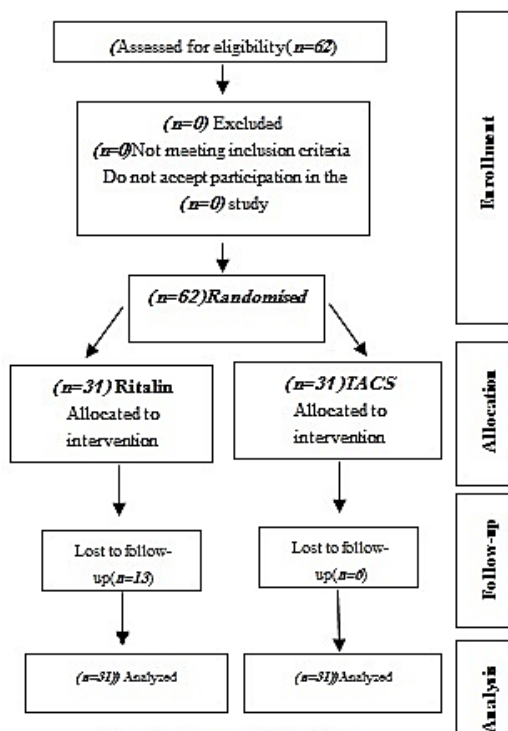 (Assessed for eligibility(n=62)
(n=0) Excluded
(n=0)Not meeting inclusion criteria
Do not accept participation in the
(n=0) study
Enrollment
(n=62)Randomised
(n=31) Ritalin
Allocated to
intervention
(n=31)TACS
Allocated to
intervention
Allocation
Lost to follow-
up(n=13)
Lost to follow-
up(n=6)
Follow-up
(n=31)) Analyzed
(n=31))Analyzed
Analysis